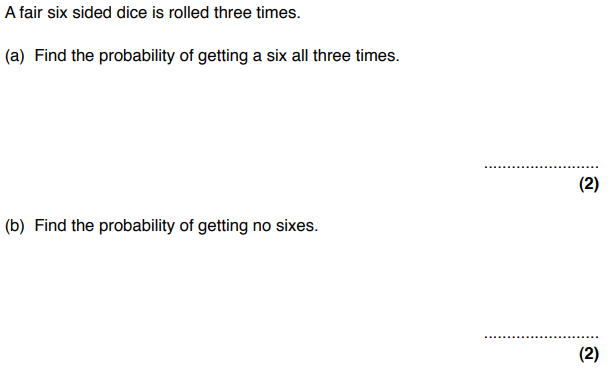 A fair six sided dice is rolled three times.
(a) Find the probability of getting a six all three times.
..........................
(2)
(b) Find the probability of getting no sixes.
..........................
(2)